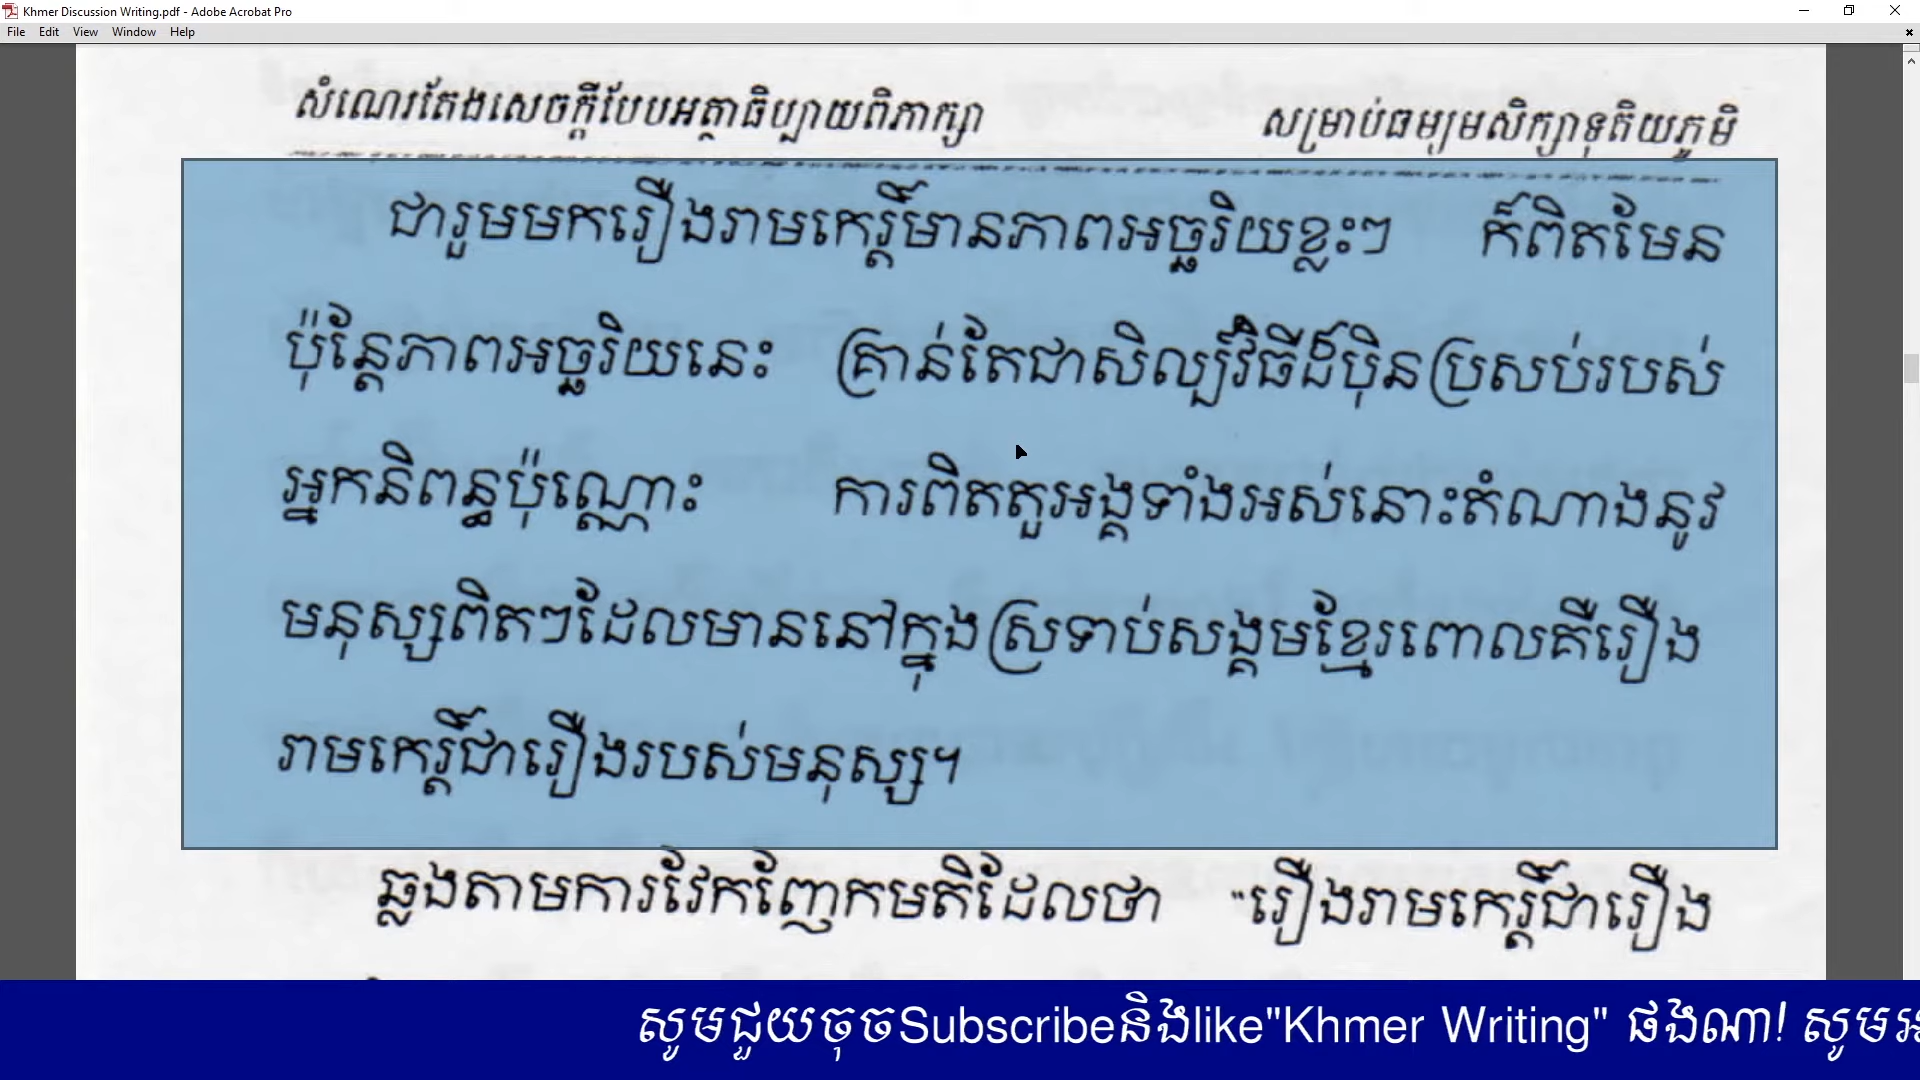 Khmer Discussion Writing.pdf - Adobe Acrobat Pro
File Edit View Window Help
សំណេរតែងសេចក្ដីបែបអត្ថាធិប្បាយពិភាក្សា សម្រាប់មធ្យមសិក្សាទុតិយភូមិ
ជារួមមករឿងរាមកេរ្តិ៍មានភាពអច្ឆរិយខ្លះៗ ក៏ពិតមែន
ប៉ុន្តែភាពអច្ឆរិយនេះ គ្រាន់តែជាសិល្ប៍វិធីដ៏ប៉ិនប្រសប់របស់
អ្នកនិពន្ធប៉ុណ្ណោះ ការពិតតួអង្គទាំងអស់នោះតំណាងនូវ
មនុស្សពិតៗដែលមាននៅក្នុងស្រទាប់សង្គមខ្មែរពោលគឺរឿង
រាមកេរ្តិ៍ជារឿងរបស់មនុស្ស។
ឆ្លងតាមការវែកញែកមតិដែលថា "រឿងរាមកេរ្តិ៍ជារឿង
សូមជួយចុចSubscribeនិងlike"Khmer Writing" ផងណា! សូមអ